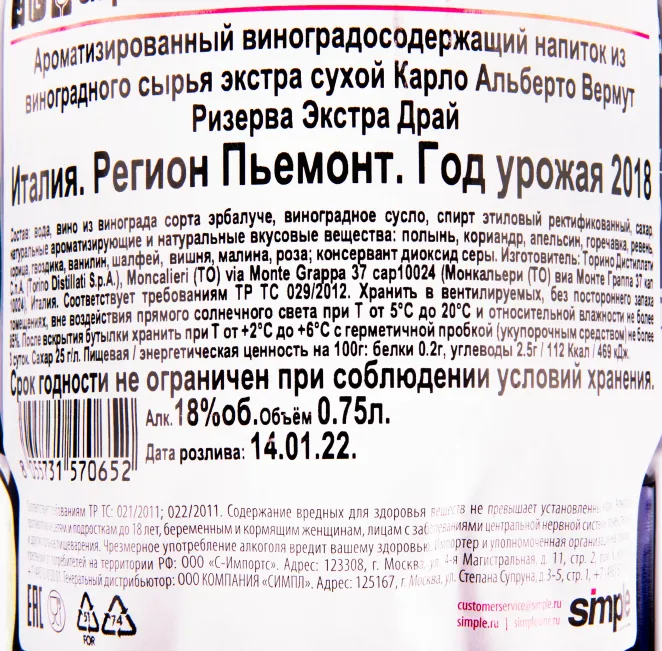 Ароматизированный виноградосодержащий напиток из
виноградного сырья экстра сухой Карло Альберто Вермут
Ризерва Экстра Драй
Италия. Регион Пьемонт. Год урожая 2018
Состав: вода, вино из винограда сорта эрбалуче, виноградное сусло, спирт этиловый ректификованный, сахар
натуральные ароматизирующие и натуральные вкусовые вещества: полынь, кориандр, апельсин, горечавка, ревень,
корица, гвоздика, ванилин, шалфей, вишня, малина, роза; консервант диоксид серы. Изготовитель: Торино Дистиллати
С.п.А. (Torino Distillati S.p.A.), Moncalieri (TO) via Monte Grappa 37 cap10024 (Монкальери (ТО) виа Монте Граппа 37 кап
10024), Италия. Соответствует требованиям ТР ТС 029/2012. Хранить в вентилируемых, без постороннего запаха
помещениях, вне воздействия прямого солнечного света при Т от 5°С до 20°С и относительной влажности не более
85%. После вскрытия бутылки хранить при Т от +2°С до +6°С с герметичной пробкой (укупорочным средством) не более
3 суток. Сахар 25 г/л. Пищевая / энергетическая ценность на 100г: белки 0.2г, углеводы 2.5г / 112 Ккал / 469 кДж.
Срок годности не ограничен при соблюдении условий хранения.
Алк. 18%об. Объём 0.75л.
Дата розлива: 14.01.22.
8 055731 570652
требованиям ТР ТС: 021/2011; 022/2011. Содержание вредных для здоровья веществ не превышает
детям и подросткам до 18 лет, беременным и кормящим женщинам, лицам с заболеваниями центральной нервной
пищеварения. Чрезмерное употребление алкоголя вредит вашему здоровью. Импортер и уполномоченная
потребителей на территории РФ: ООО «С-Импортс». Адрес: 123308, г. Москва, ул. 4-я Магистральная, д. 11, стр. 2,
Генеральный дистрибьютор: ООО КОМПАНИЯ «СИМПЛ». Адрес: 125167, г. Москва, ул. Степана Супруна, д. 3-5, стр. 1,
EAC
FOR
74
customerservice@simple.ru
simple.ru | simplewine.ru
simple